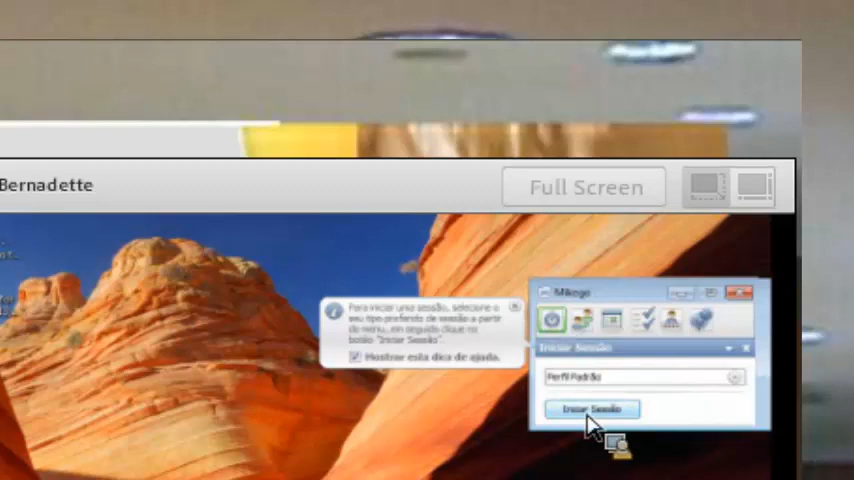 Bernadette
Full Screen
Mikogo
Para iniciar uma sessão, selecione o
seu tipo preferido de sessão a partir
do menu, em seguida clique no
botão "Iniciar Sessão".
Mostrar esta dica de ajuda.
Iniciar Sessão
Perfil Padrão
Iniciar Sessão